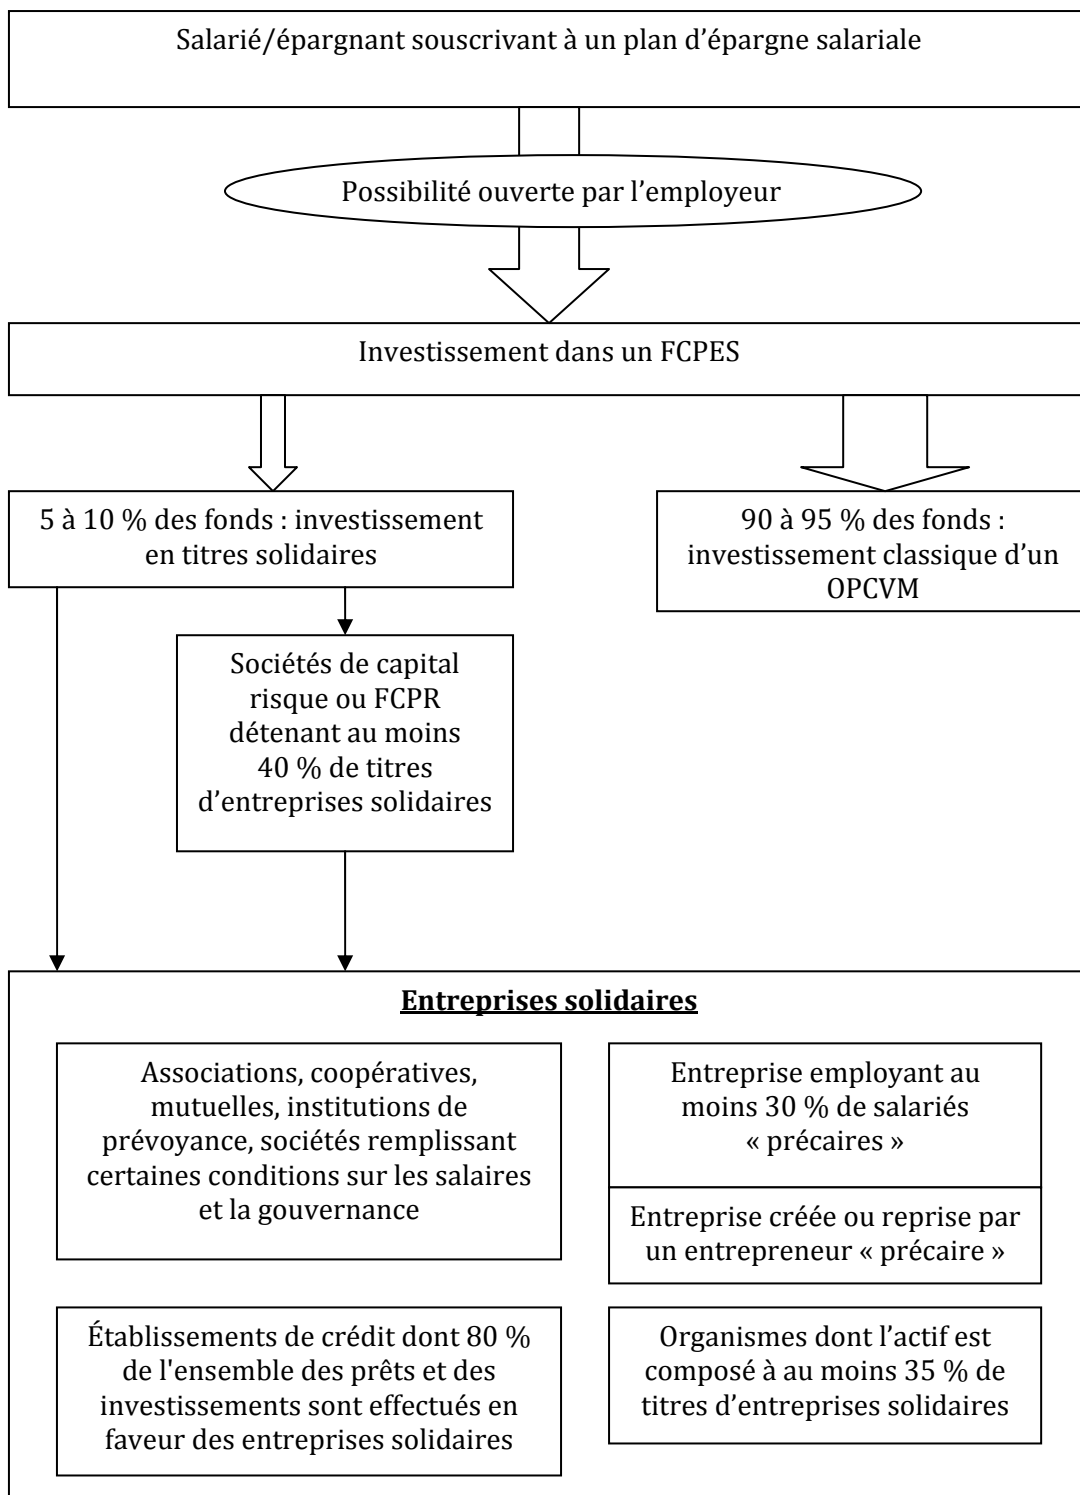 Salarié/épargnant souscrivant à un plan d’épargne salariale
Possibilité ouverte par l’employeur
Investissement dans un FCPES
5 à 10 % des fonds : investissement
en titres solidaires
90 à 95 % des fonds :
investissement classique d’un
OPCVM
Sociétés de capital
risque ou FCPR
détenant au moins
40 % de titres
d’entreprises solidaires
Entreprises solidaires
Associations, coopératives,
mutuelles, institutions de
prévoyance, sociétés remplissant
certaines conditions sur les salaires
et la gouvernance
Entreprise employant au
moins 30 % de salariés
« précaires »
Entreprise créée ou reprise par
un entrepreneur « précaire »
Établissements de crédit dont 80 %
de l'ensemble des prêts et des
investissements sont effectués en
faveur des entreprises solidaires
Organismes dont l’actif est
composé à au moins 35 % de
titres d’entreprises solidaires